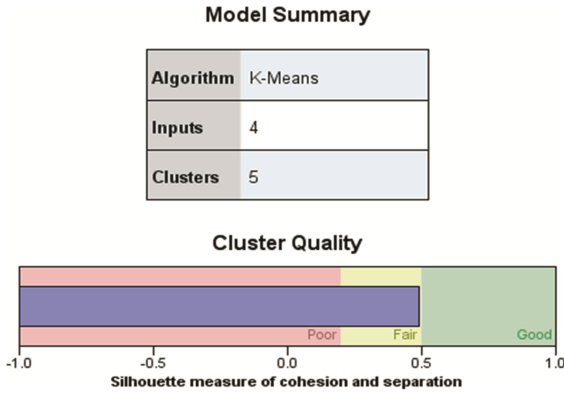 Model Summary
Algorithm K-Means
Inputs 4
Clusters 5
Cluster Quality
Poor Fair Good
-1.0 -0.5 0.0 0.5 1.0
Silhouette measure of cohesion and separation